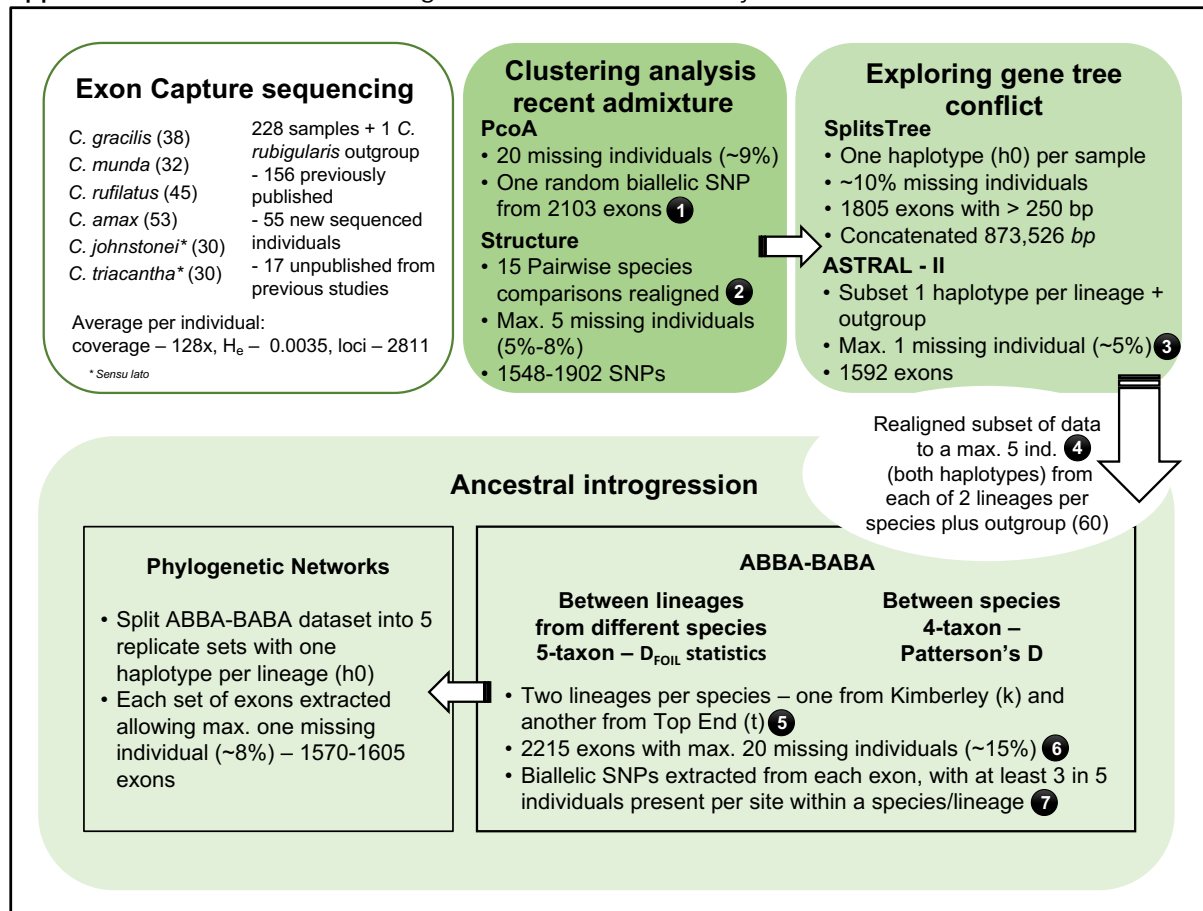 Exon Capture sequencing
C. gracilis (38)
C. munda (32)
C. rufilatus (45)
C. amax (53)
C. johnstonei* (30)
C. triacantha* (30)
228 samples + 1 C.
rubigularis outgroup
- 156 previously
published
- 55 new sequenced
individuals
- 17 unpublished from
previous studies
Average per individual:
coverage – 128x, He – 0.0035, loci – 2811
* Sensu lato
Clustering analysis
recent admixture
PcoA
• 20 missing individuals (~9%)
• One random biallelic SNP
from 2103 exons 1
Structure
• 15 Pairwise species
comparisons realigned 2
• Max. 5 missing individuals
(5%-8%)
• 1548-1902 SNPs
Exploring gene tree
conflict
SplitsTree
• One haplotype (h0) per sample
• ~10% missing individuals
• 1805 exons with > 250 bp
• Concatenated 873,526 bp
ASTRAL - II
• Subset 1 haplotype per lineage +
outgroup
• Max. 1 missing individual (~5%) 3
• 1592 exons
Realigned subset of data
to a max. 5 ind. 4
(both haplotypes) from
each of 2 lineages per
species plus outgroup (60)
Ancestral introgression
Phylogenetic Networks
• Split ABBA-BABA dataset into 5
replicate sets with one
haplotype per lineage (h0)
• Each set of exons extracted
allowing max. one missing
individual (~8%) – 1570-1605
exons
ABBA-BABA
Between lineages
from different species
5-taxon – DFOIL statistics
Between species
4-taxon –
Patterson's D
• Two lineages per species – one from Kimberley (k) and
another from Top End (t) 5
• 2215 exons with max. 20 missing individuals (~15%) 6
• Biallelic SNPs extracted from each exon, with at least 3 in 5
individuals present per site within a species/lineage 7